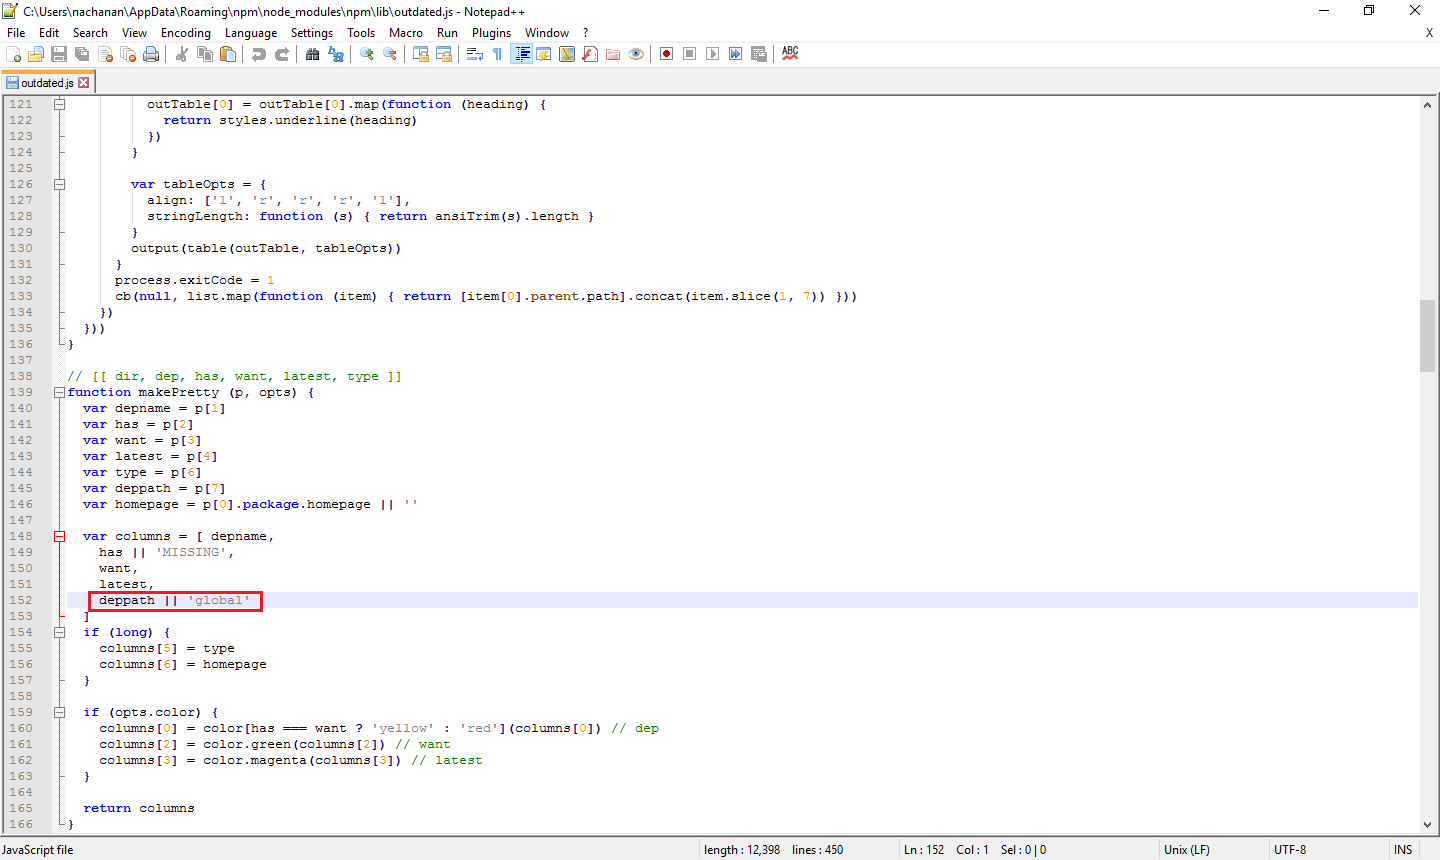 C:\Users\nachanan\AppData\Roaming\npm\node_modules\npm\lib\outdated.js - Notepad++
File Edit Search View Encoding Language Settings Tools Macro Run Plugins Window ? X
outdated.js
121 outTable[0] = outTable[0].map(function (heading) {
122 return styles.underline(heading)
123 })
124 }
125
126 var tableOpts = {
127 align: ['l', 'r', 'r', 'r', 'l'],
128 stringLength: function (s) { return ansiTrim(s).length }
129 }
130 output(table(outTable, tableOpts))
131 }
132 process.exitCode = 1
133 cb(null, list.map(function (item) { return [item[0].parent.path].concat(item.slice(1, 7)) }))
134 })
135 }))
136 }
137
138 // [[ dir, dep, has, want, latest, type ]]
139 function makePretty (p, opts) {
140 var depname = p[1]
141 var has = p[2]
142 var want = p[3]
143 var latest = p[4]
144 var type = p[6]
145 var deppath = p[7]
146 var homepage = p[0].package.homepage || ''
147
148 var columns = [ depname,
149 has || 'MISSING',
150 want,
151 latest,
152 deppath || 'global'
153 ]
154 if (long) {
155 columns[5] = type
156 columns[6] = homepage
157 }
158
159 if (opts.color) {
160 columns[0] = color[has === want ? 'yellow' : 'red'](columns[0]) // dep
161 columns[2] = color.green(columns[2]) // want
162 columns[3] = color.magenta(columns[3]) // latest
163 }
164
165 return columns
166 }
JavaScript file length : 12,398 lines : 450 Ln : 152 Col : 1 Sel : 0 | 0 Unix (LF) UTF-8 INS